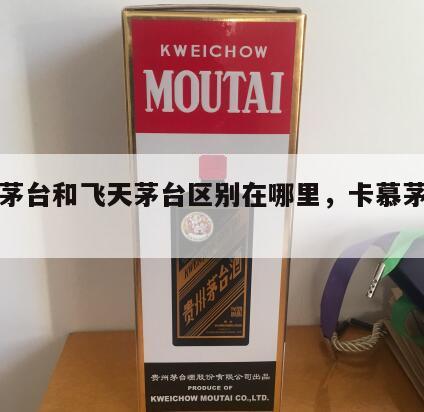 KWEICHOW
MOUTAI
茅台和飞天茅台区别在哪里，卡慕茅
贵州茅台酒
贵州茅台酒股份有限公司出品
PRODUCE OF
KWEICHOW MOUTAI CO.,LTD.